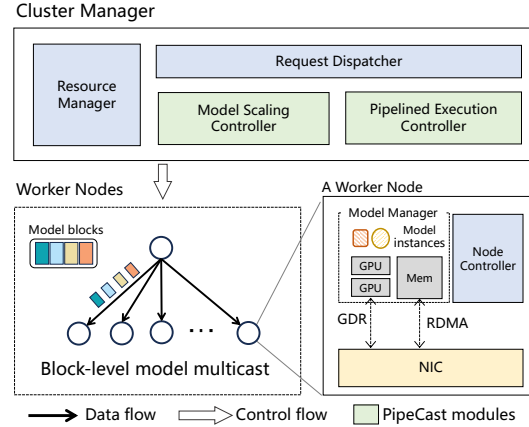 Cluster Manager
Resource
Manager
Request Dispatcher
Model Scaling
Controller
Pipelined Execution
Controller
Worker Nodes
Model blocks
...
Block-level model multicast
A Worker Node
Model Manager
Model
instances
GPU
GPU
Mem
Node
Controller
GDR
RDMA
NIC
Data flow
Control flow
PipeCast modules